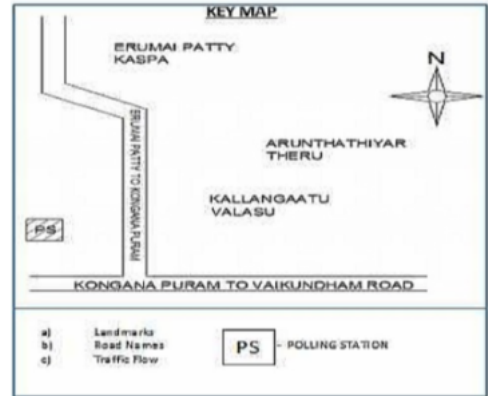 KEY MAP
ERUMAI PATTY
KASPA
N
ARUNTHATHIYAR
THERU
KALLANGAATU
VALASU
ERUMAI PATTY TO KONGANA PURAM
PS
KONGANA PURAM TO VAIKUNDHAM ROAD
a) Landmarks
b) Road Names
c) Traffic Flow
PS - POLLING STATION